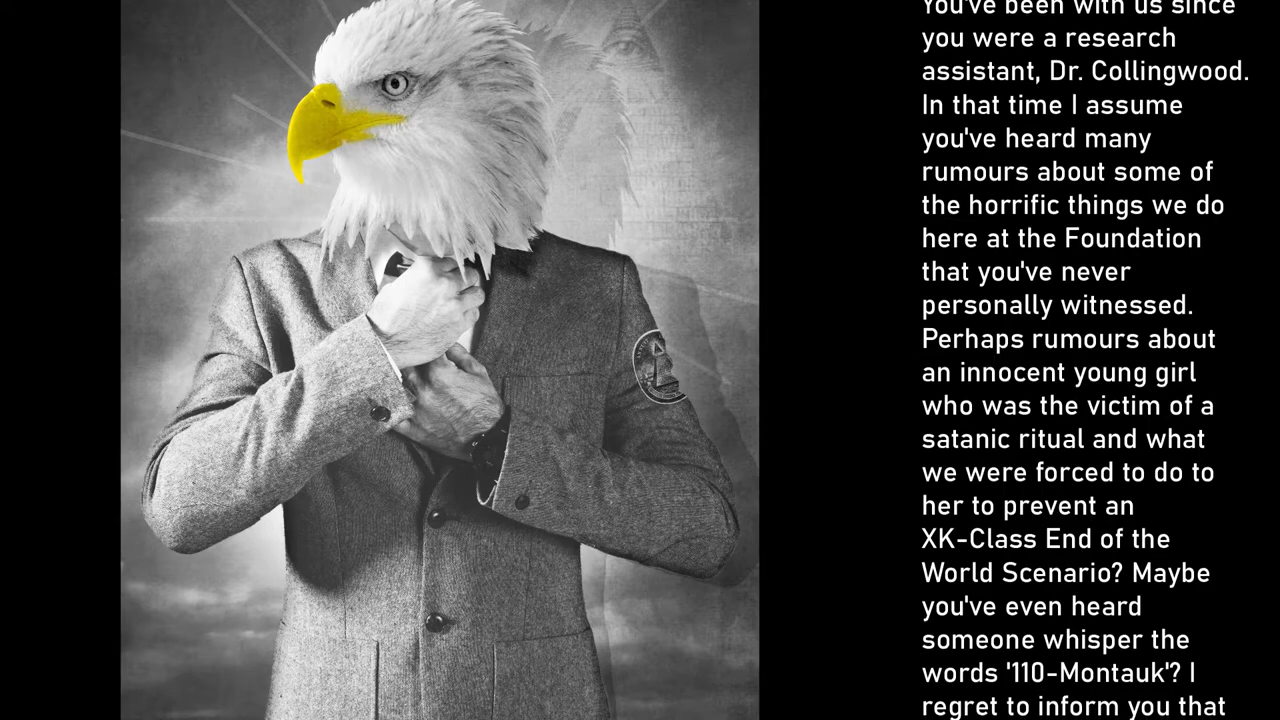 You've been with us since
you were a research
assistant, Dr. Collingwood.
In that time I assume
you've heard many
rumours about some of
the horrific things we do
here at the Foundation
that you've never
personally witnessed.
Perhaps rumours about
an innocent young girl
who was the victim of a
satanic ritual and what
we were forced to do to
her to prevent an
XK-Class End of the
World Scenario? Maybe
you've even heard
someone whisper the
words '110-Montauk'? I
regret to inform you that